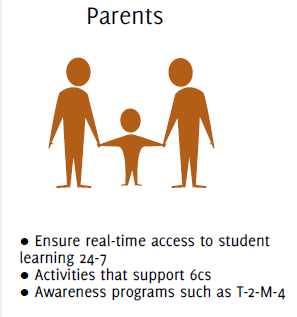 Parents
● Ensure real-time access to student
learning 24-7
● Activities that support 6cs
● Awareness programs such as T-2-M-4